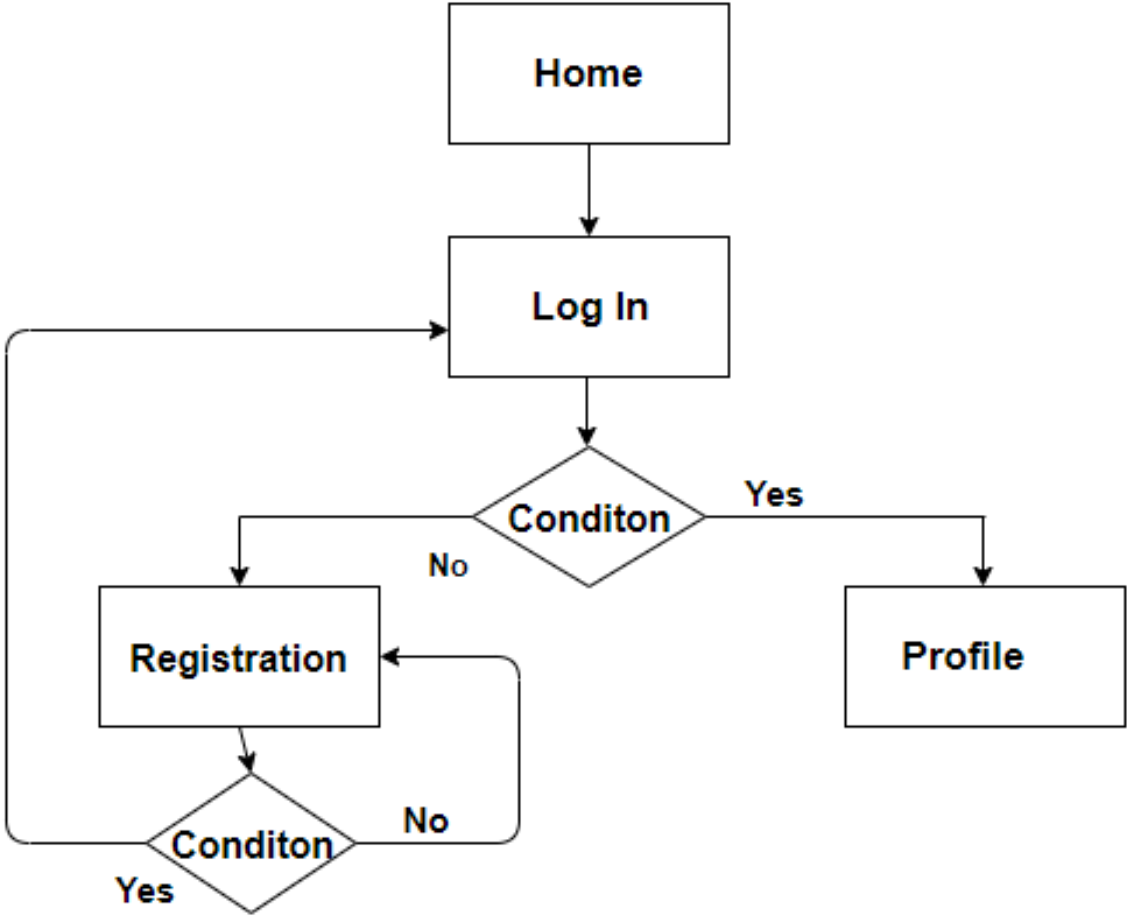 Home
Log In
Yes
Conditon
No
Registration
Profile
No
Conditon
Yes